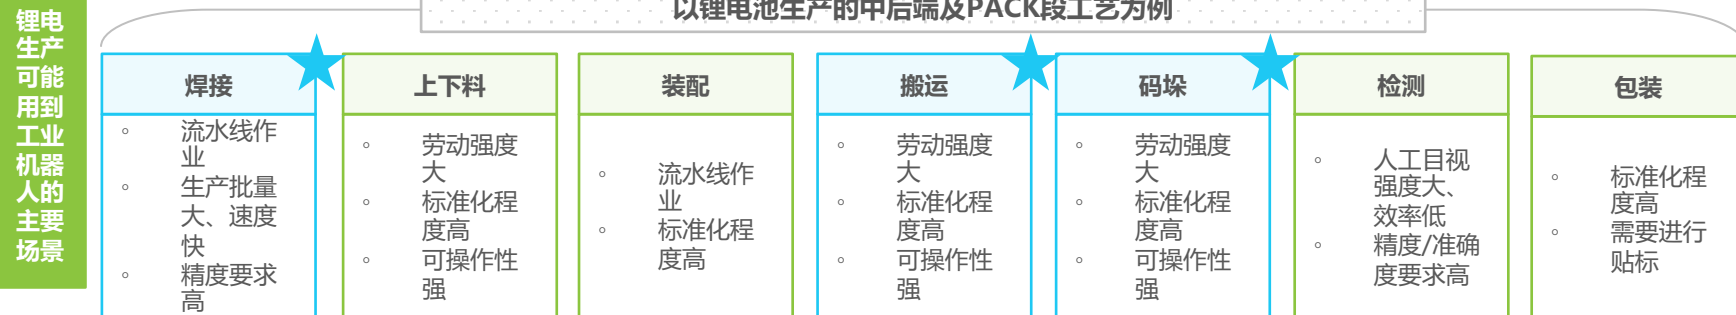 锂电
生产
可能
用到
工业
机器
人的
主要
场景
以锂电池生产的中后端及PACK段工艺为例
焊接
流水线作
业
生产批量
大、速度
快
精度要求
高
上下料
劳动强度
大
标准化程
度高
可操作性
强
装配
流水线作
业
标准化程
度高
搬运
劳动强度
大
标准化程
度高
可操作性
强
码垛
劳动强度
大
标准化程
度高
可操作性
强
检测
人工目视
强度大、
效率低
精度/准确
度要求高
包装
标准化程
度高
需要进行
贴标